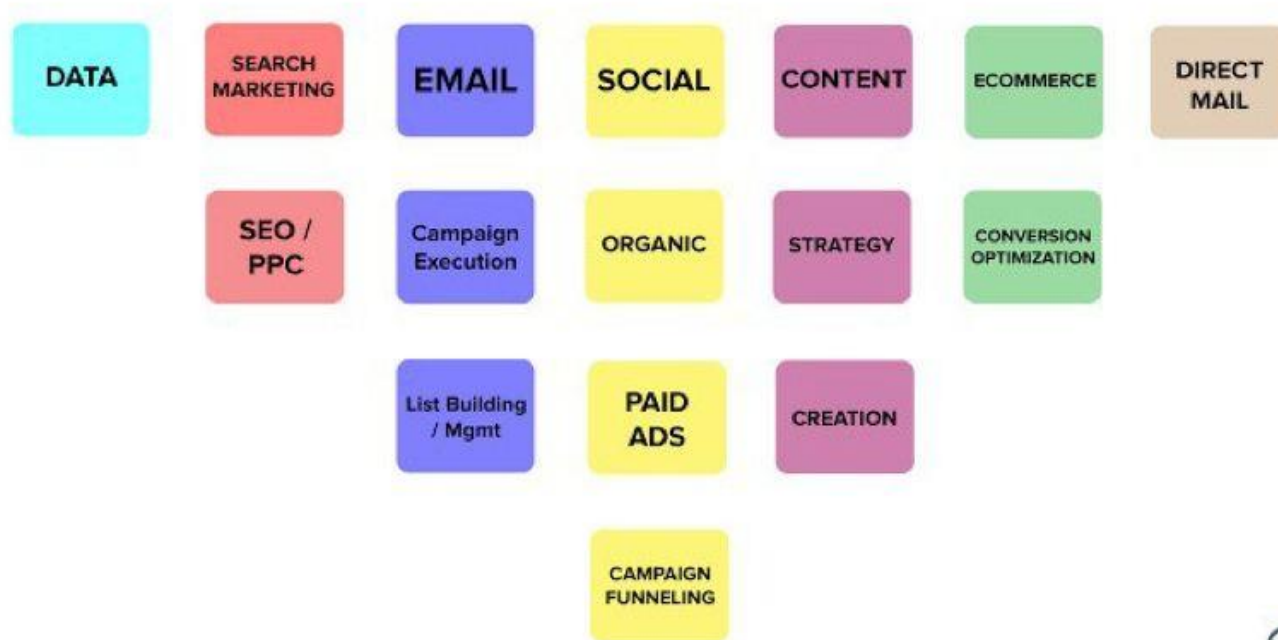 DATA
SEARCH
MARKETING
EMAIL
SOCIAL
CONTENT
ECOMMERCE
DIRECT
MAIL
SEO /
PPC
Campaign
Execution
ORGANIC
STRATEGY
CONVERSION
OPTIMIZATION
List Building
/ Mgmt
PAID
ADS
CREATION
CAMPAIGN
FUNNELING